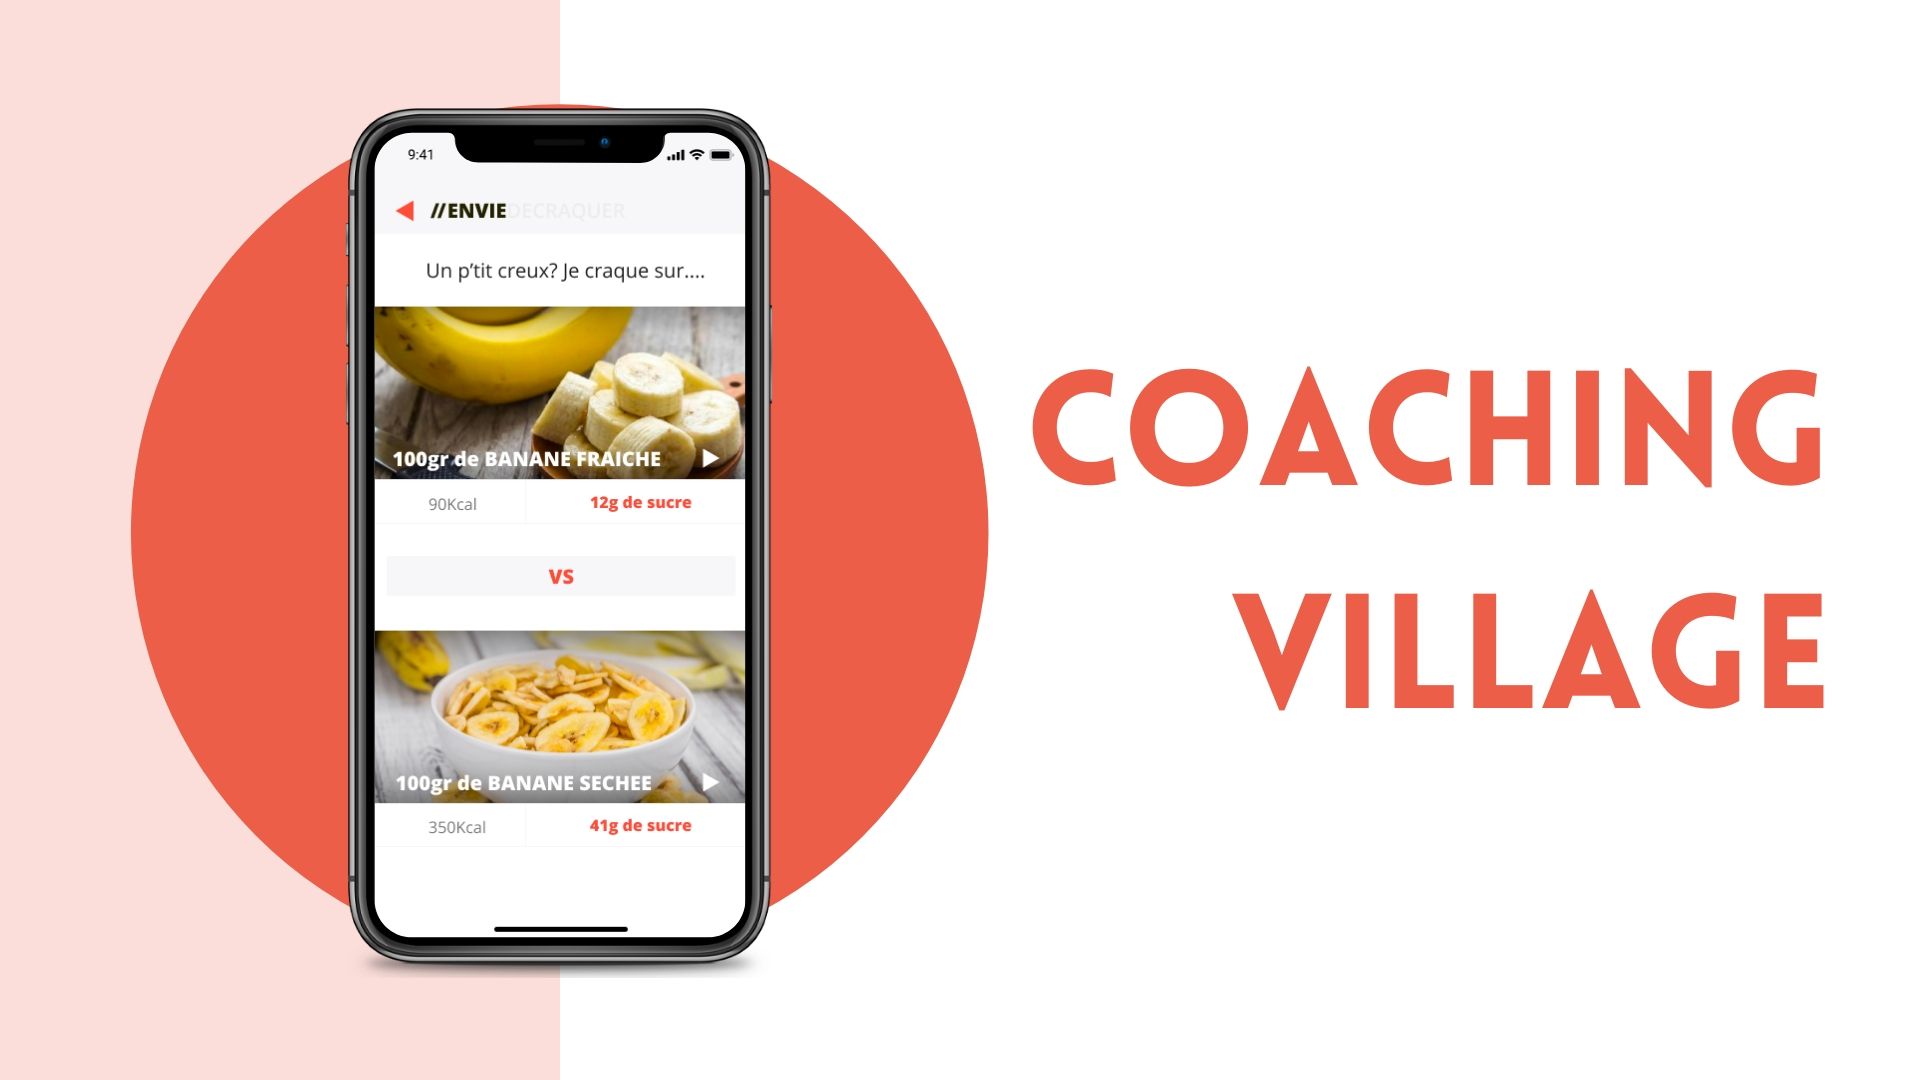 9:41
//ENVIEDECRAQUER
Un p’tit creux? Je craque sur....
100gr de BANANE FRAICHE
90Kcal
12g de sucre
VS
100gr de BANANE SECHEE
350Kcal
41g de sucre
COACHING
VILLAGE